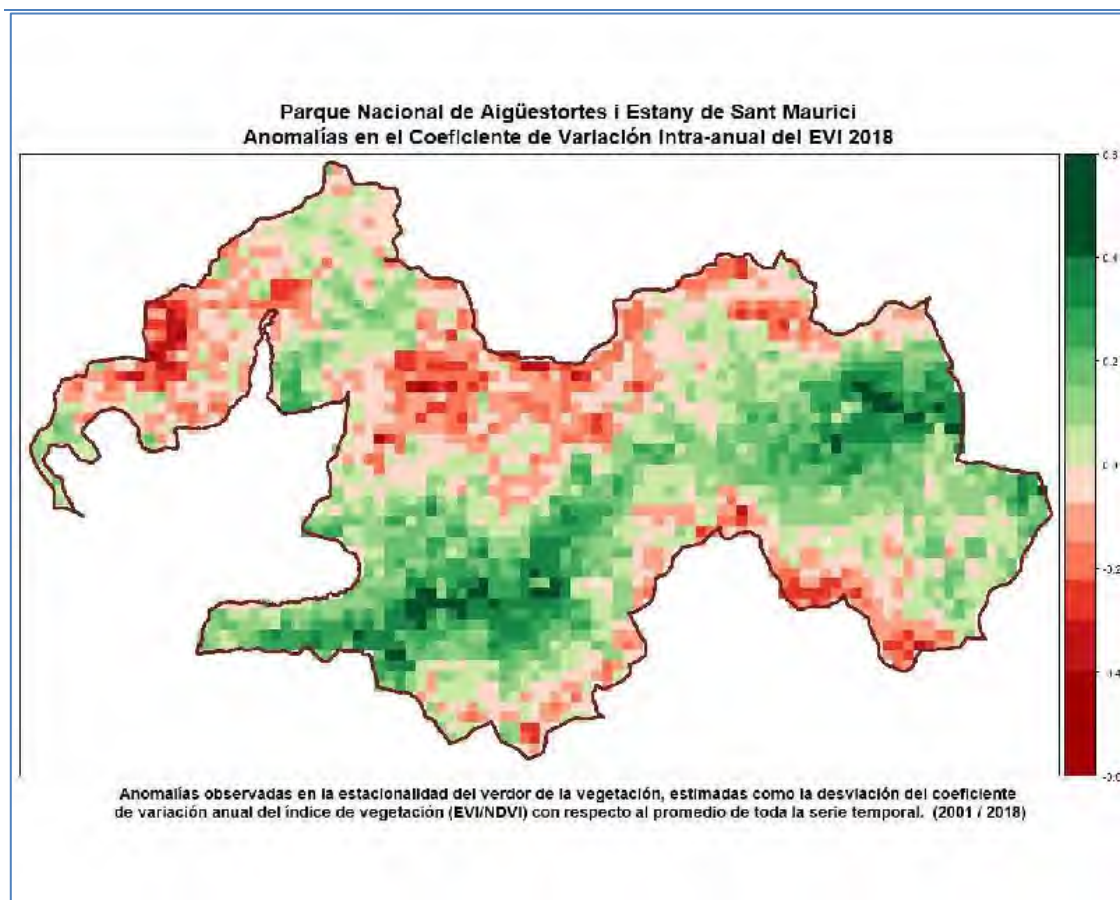 Parque Nacional de Aigüestortes i Estany de Sant Maurici
Anomalías en el Coeficiente de Variación Intra-anual del EVI 2018
0.4
0.2
Anomalías observadas en la estacionalidad del verdor de la vegetación, estimadas como la desviación del coeficiente
de variación anual del índice de vegetación (EVI/NDVI) con respecto al promedio de toda la serie temporal. (2001 / 2018)